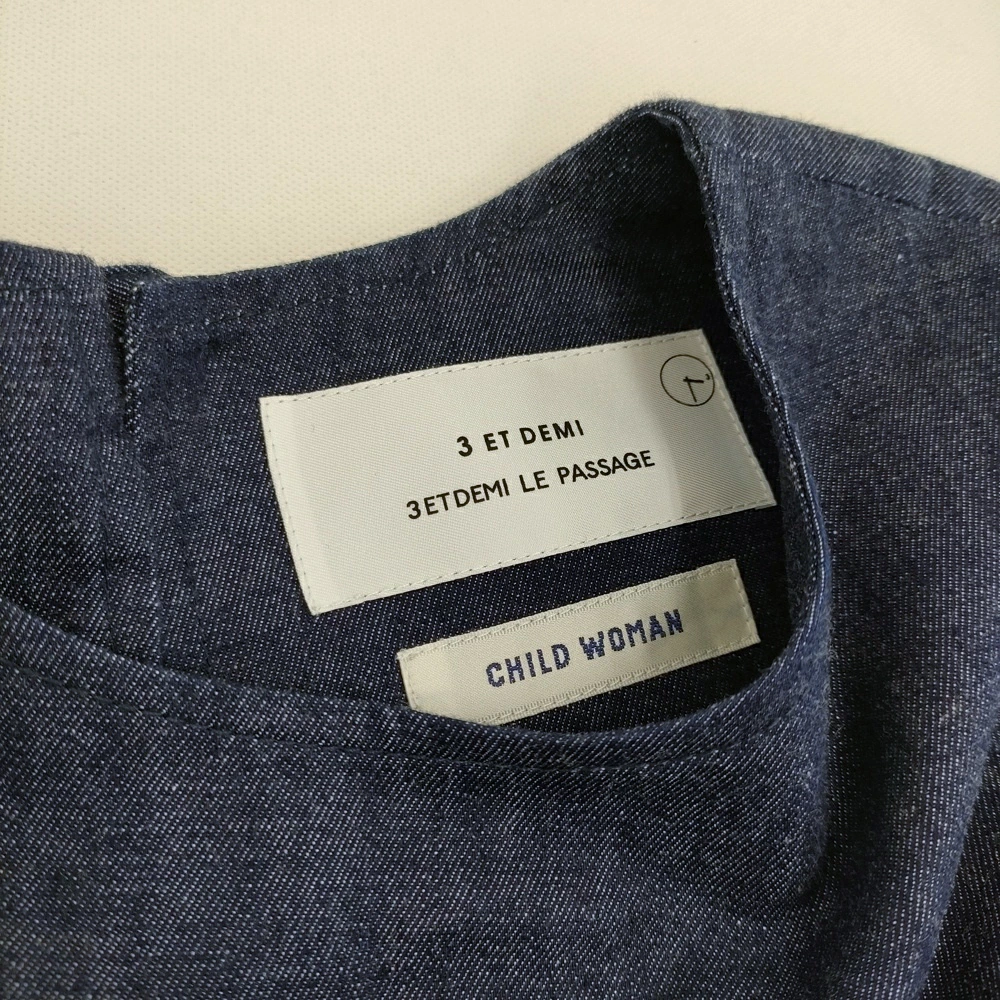 3 ET DEMI
3ETDEMI LE PASSAGE
CHILD WOMAN